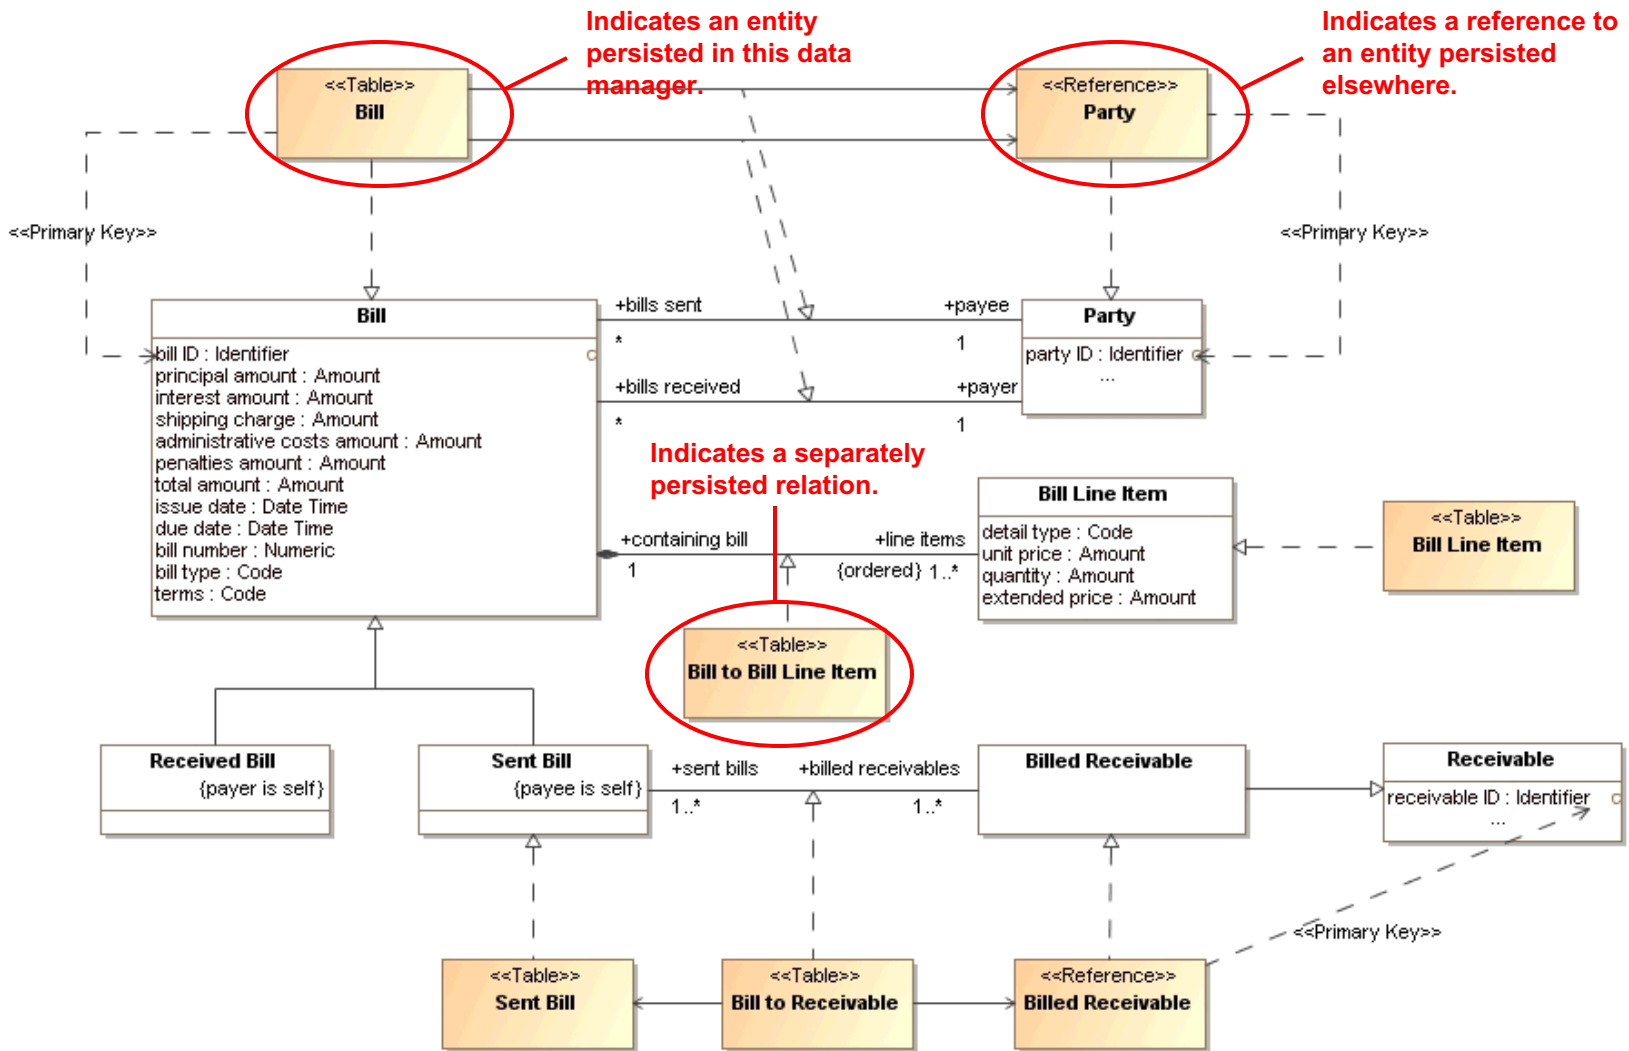 Indicates an entity
persisted in this data
manager.
Indicates a reference to
an entity persisted
elsewhere.
<<Table>>
Bill
<<Reference>>
Party
<<Primary Key>>
<<Primary Key>>
Bill
bill ID : Identifier
principal amount : Amount
interest amount : Amount
shipping charge : Amount
administrative costs amount : Amount
penalties amount : Amount
total amount : Amount
issue date : Date Time
due date : Date Time
bill number : Numeric
bill type : Code
terms : Code
+bills sent
*
+payee
1
+bills received
*
+payer
1
Party
party ID : Identifier
...
Indicates a separately
persisted relation.
+containing bill
1
+line items
{ordered} 1..*
Bill Line Item
detail type : Code
unit price : Amount
quantity : Amount
extended price : Amount
<<Table>>
Bill Line Item
<<Table>>
Bill to Bill Line Item
Received Bill
{payer is self}
Sent Bill
{payee is self}
+sent bills
1..*
+billed receivables
1..*
Billed Receivable
Receivable
receivable ID : Identifier
...
<<Primary Key>>
<<Table>>
Sent Bill
<<Table>>
Bill to Receivable
<<Reference>>
Billed Receivable